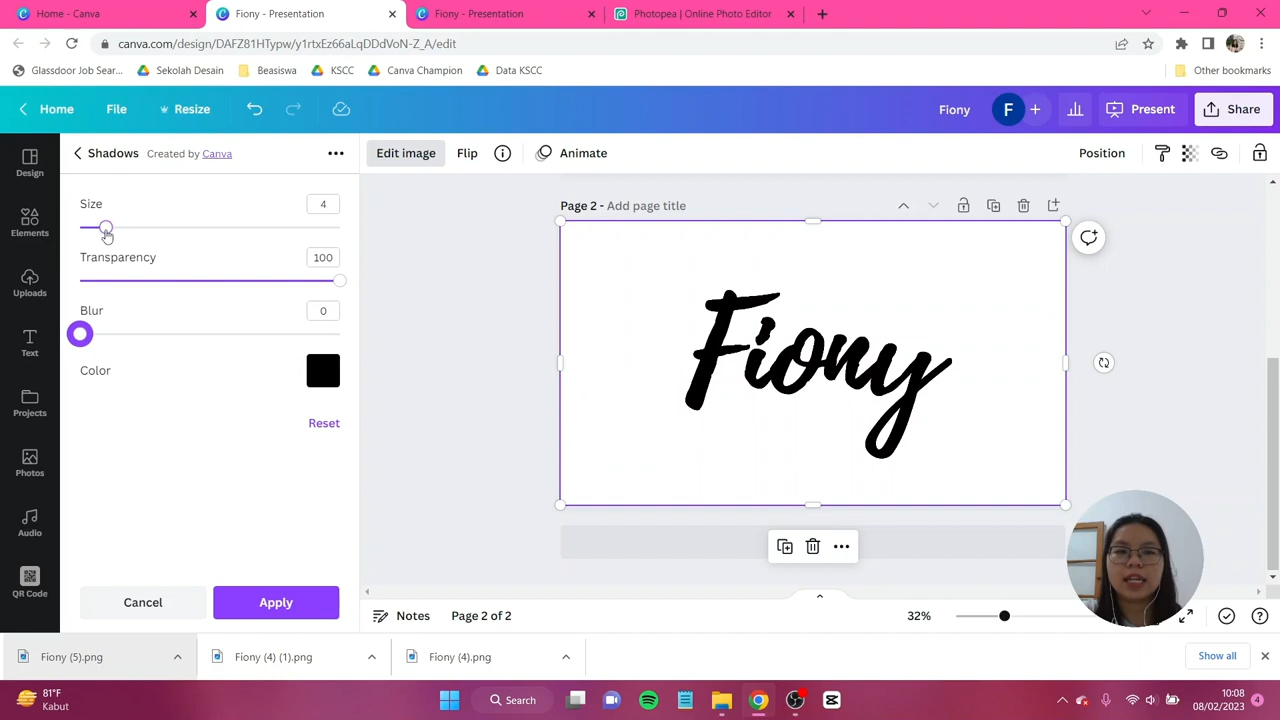 Home - Canva
Fiony - Presentation
Fiony - Presentation
Photopea | Online Photo Editor
canva.com/design/DAFZ81HTypw/y1rtxEz66aLqDDdVoN-Z_A/edit
Glassdoor Job Sear...
Sekolah Desain
Beasiswa
KSCC
Canva Champion
Data KSCC
Other bookmarks
Home
File
Resize
Fiony
F
Present
Share
Design
Elements
Uploads
Text
Projects
Photos
Audio
QR Code
Shadows
Created by Canva
Size
4
Transparency
100
Blur
0
Color
Reset
Cancel
Apply
Edit image
Flip
Animate
Position
Page 2 - Add page title
Fiony
Notes
Page 2 of 2
32%
Fiony (5).png
Fiony (4) (1).png
Fiony (4).png
Show all
81°F
Kabut
Search
10:08
08/02/2023
4